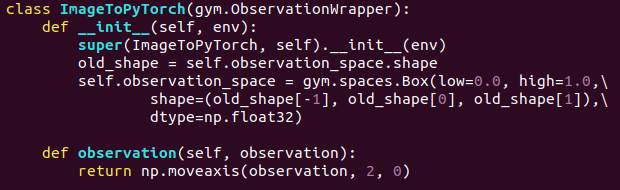 class ImageToPyTorch(gym.ObservationWrapper):
    def __init__(self, env):
        super(ImageToPyTorch, self).__init__(env)
        old_shape = self.observation_space.shape
        self.observation_space = gym.spaces.Box(low=0.0, high=1.0,\
                shape=(old_shape[-1], old_shape[0], old_shape[1]),\
                dtype=np.float32)

    def observation(self, observation):
        return np.moveaxis(observation, 2, 0)